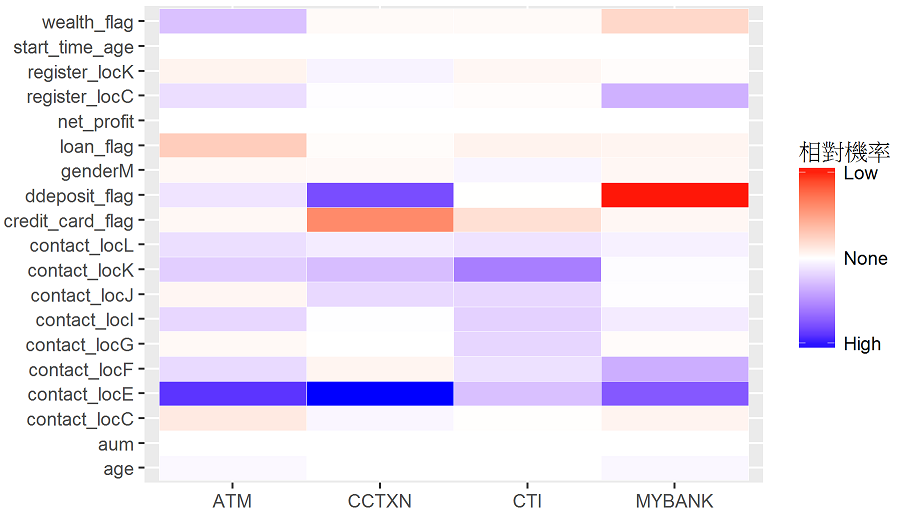 wealth_flag
start_time_age
register_locK
register_locC
net_profit
loan_flag
genderM
ddeposit_flag
credit_card_flag
contact_locL
contact_locK
contact_locJ
contact_locI
contact_locG
contact_locF
contact_locE
contact_locC
aum
age
ATM CCTXN CTI MYBANK
相對機率
Low
None
High